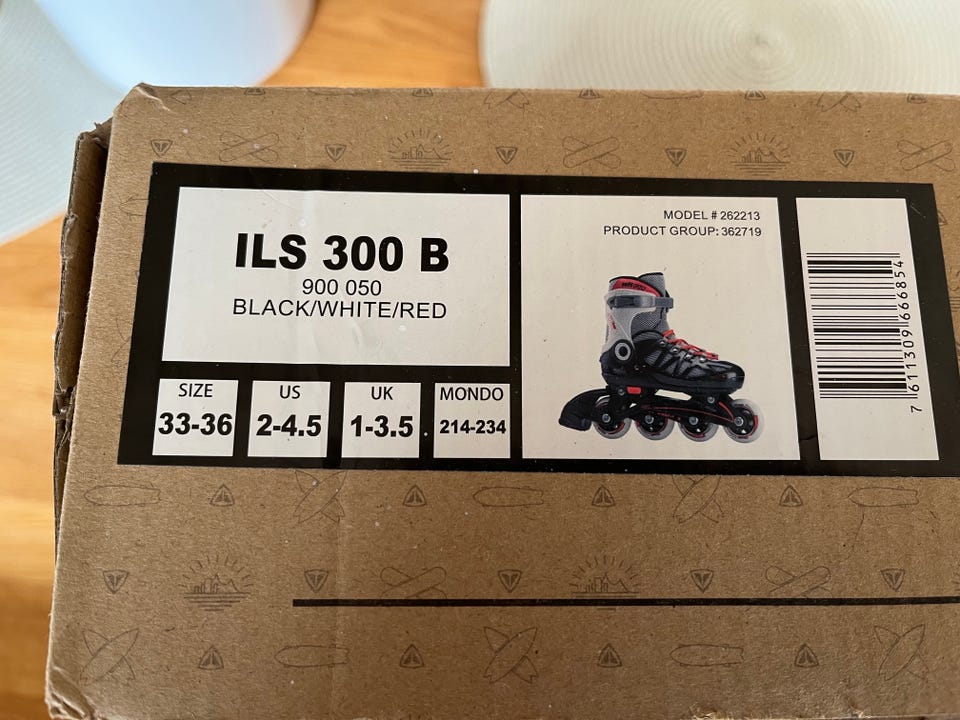 ILS 300 B
900 050
BLACK/WHITE/RED
SIZE
33-36
US
2-4.5
UK
1-3.5
MONDO
214-234
MODEL # 262213
PRODUCT GROUP: 362719
7 611309 666854